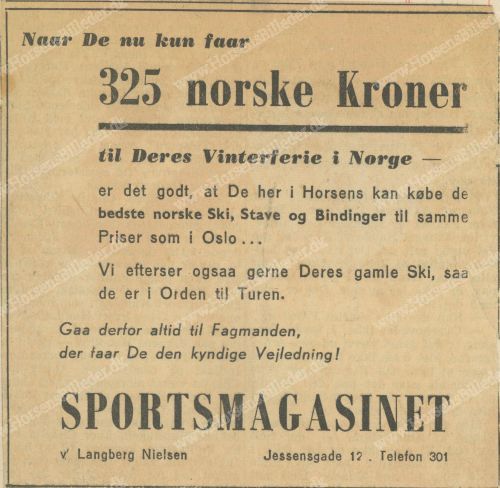 Naar De nu kun faar
325 norske Kroner
til Deres Vinterferie i Norge —
er det godt, at De her i Horsens kan købe de
bedste norske Ski, Stave og Bindinger til samme
Priser som i Oslo...
Vi efterser ogsaa gerne Deres gamle Ski, saa
de er i Orden til Turen.
Gaa derfor altid til Fagmanden,
der faar De den kyndige Vejledning!
SPORTSMAGASINET
v/ Langberg Nielsen Jessensgade 12 . Telefon 301
www.HorsensBilleder.dk